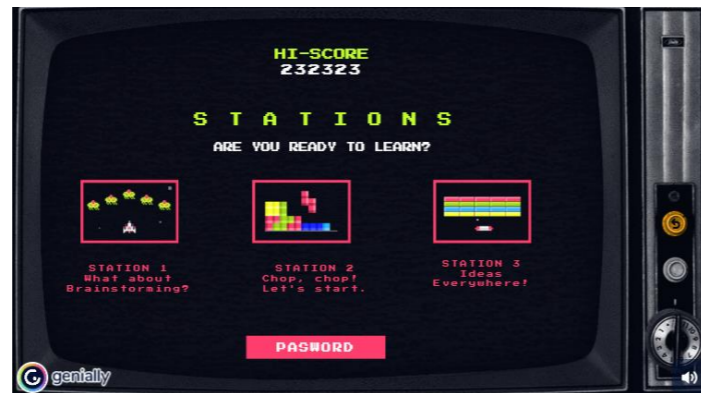 HI-SCORE
232323
STATIONS
ARE YOU READY TO LEARN?
STATION 1
What about
Brainstorming?
STATION 2
Chop, chop!
Let's start.
STATION 3
Ideas
Everywhere!
PASWORD
genially